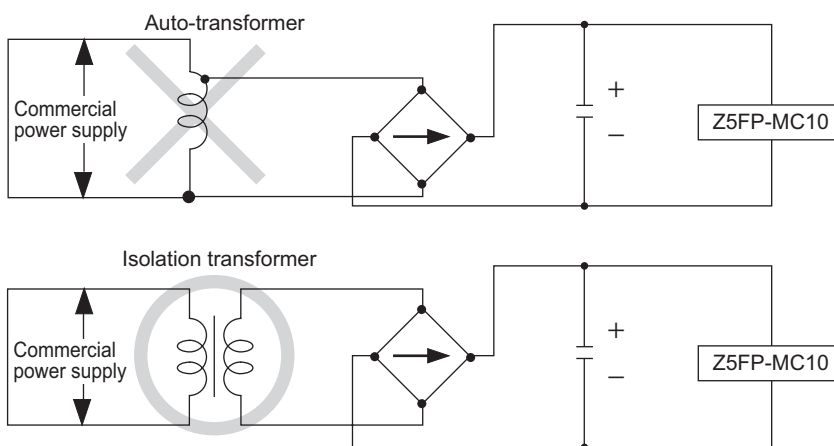 Auto-transformer
Commercial
power supply
+
−
Z5FP-MC10
Isolation transformer
Commercial
power supply
+
−
Z5FP-MC10